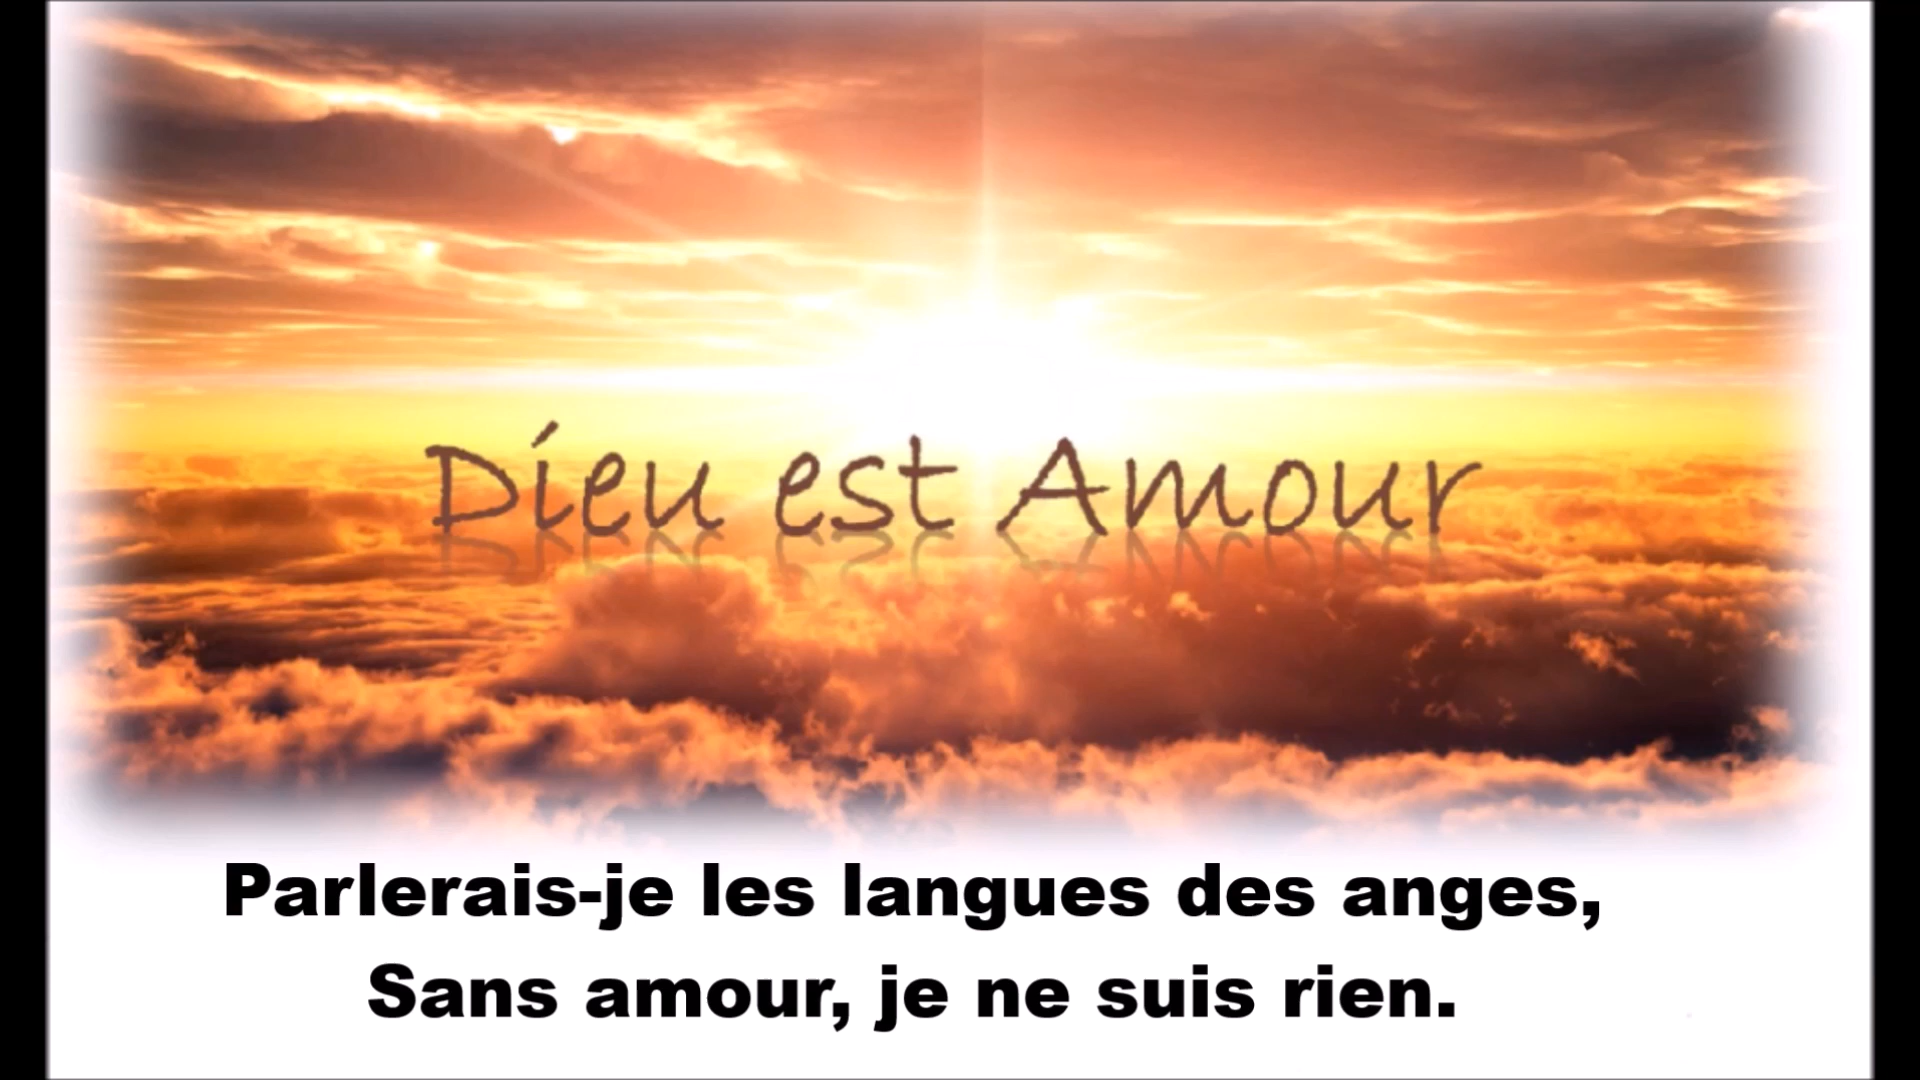 Dieu est Amour
Parlerais-je les langues des anges,
Sans amour, je ne suis rien.